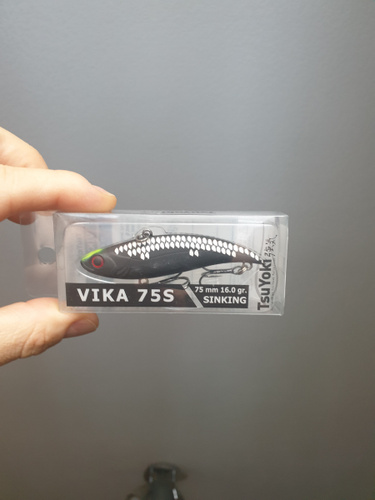 VIKA 75S
75 mm 16.0 gr.
SINKING
TsuYoki